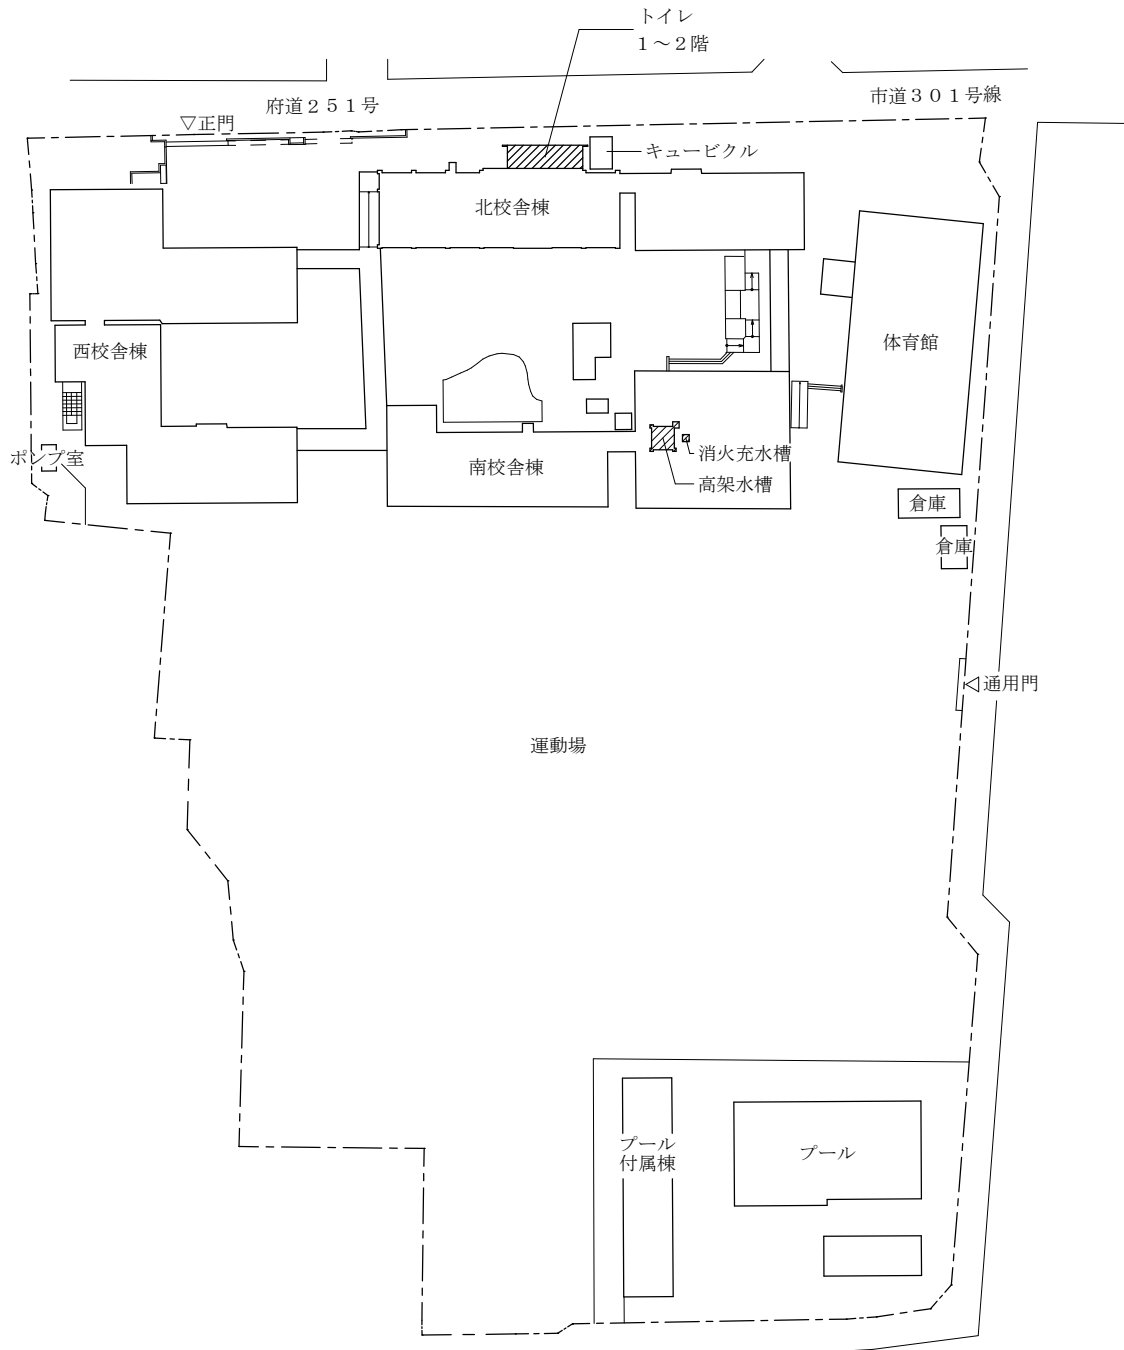 トイレ
１～２階
市道３０１号線
府道２５１号
▽正門
キュービクル
北校舎棟
体育館
西校舎棟
消火充水槽
ポンプ室
南校舎棟
高架水槽
倉庫
倉庫
◁通用門
運動場
プール
付属棟
プール